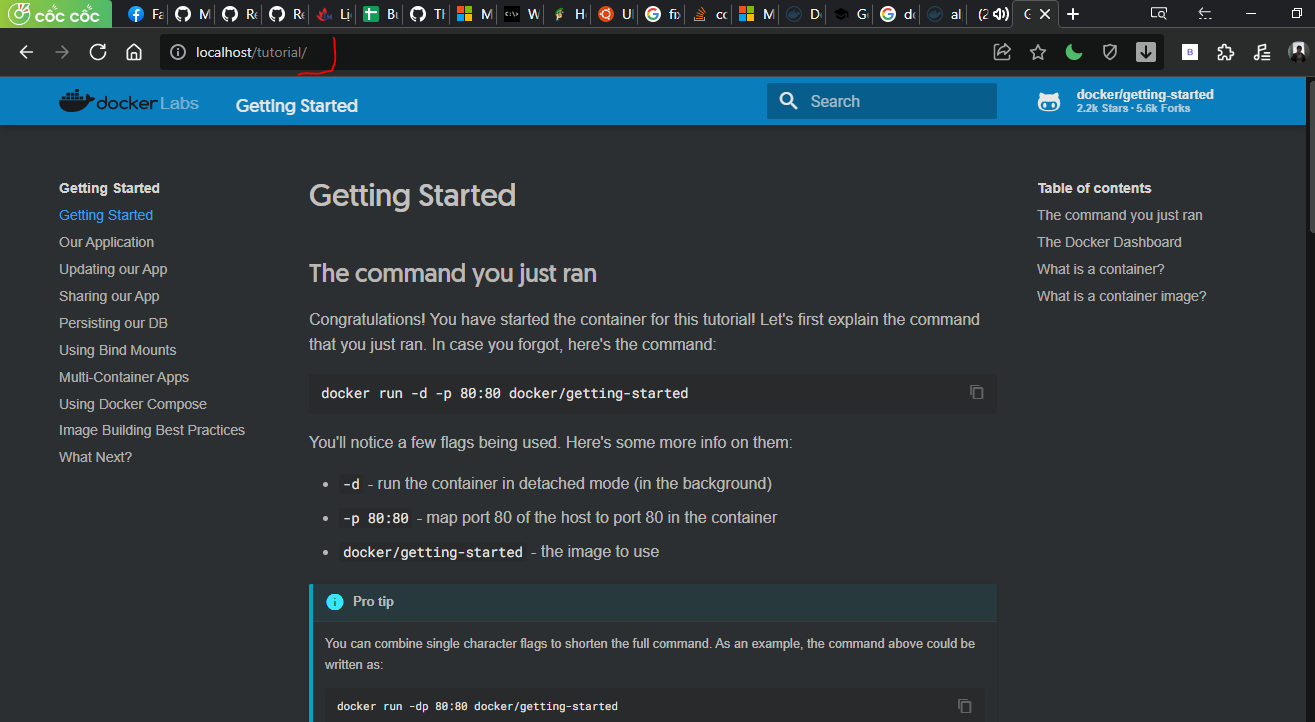 cốc cốc
Fa
M
Re
Re
Li
Bu
Th
M
C:\>
W
H
Ul
fix
cc
M
D
G
dc
al
(2
localhost/tutorial/
B
docker Labs
Getting Started
Search
docker/getting-started
2.2k Stars · 5.6k Forks
Getting Started
Getting Started
Our Application
Updating our App
Sharing our App
Persisting our DB
Using Bind Mounts
Multi-Container Apps
Using Docker Compose
Image Building Best Practices
What Next?
Getting Started
The command you just ran
Congratulations! You have started the container for this tutorial! Let's first explain the command
that you just ran. In case you forgot, here's the command:
docker run -d -p 80:80 docker/getting-started
You'll notice a few flags being used. Here's some more info on them:
-d - run the container in detached mode (in the background)
-p 80:80 - map port 80 of the host to port 80 in the container
docker/getting-started - the image to use
Pro tip
You can combine single character flags to shorten the full command. As an example, the command above could be
written as:
docker run -dp 80:80 docker/getting-started
Table of contents
The command you just ran
The Docker Dashboard
What is a container?
What is a container image?